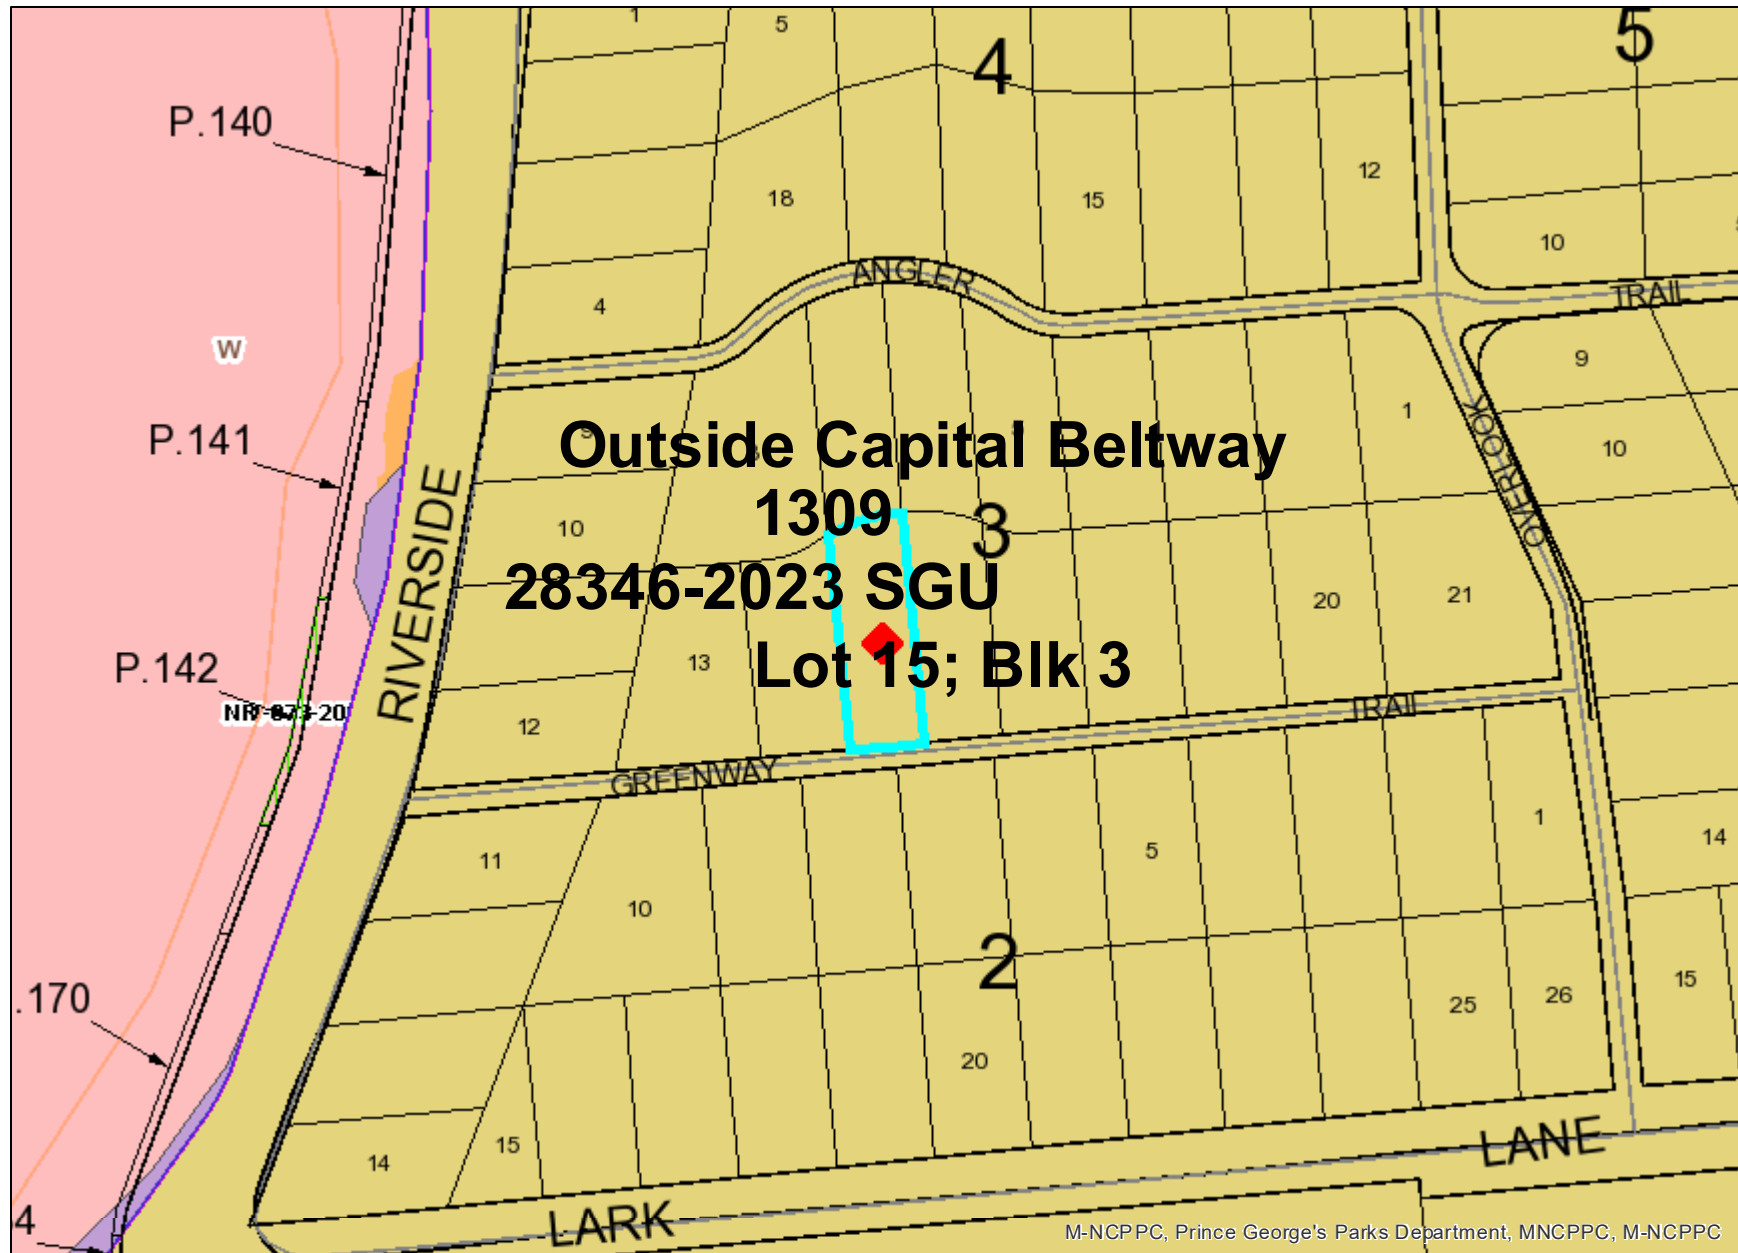 1
5
4
5
P.140
12
18
15
10
ANGLER
TRAIL
4
W
9
1
P.141
OVERLOOK
10
Outside Capital Beltway
1309
3
10
RIVERSIDE
28346-2023 SGU
20
21
Lot 15; Blk 3
13
P.142
12
TRAIL
GREENWAY
1
14
5
11
10
2
15
25
26
.170
20
15
14
LANE
LARK
4
M-NCPPC, Prince George's Parks Department, MNCPPC, M-NCPPC